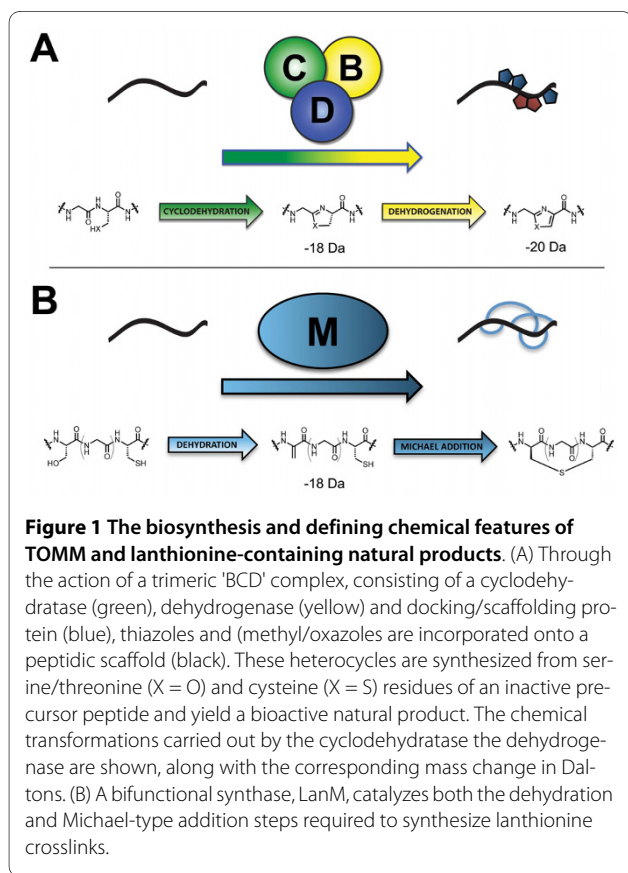 A
C
B
D
H
N
O
N
H
O
N
H
HX
CYCLODEHYDRATION
N
H
N
X
O
N
H
DEHYDROGENATION
N
H
N
X
O
N
H
-18 Da
-20 Da
B
M
H
N
O
N
H
O
H
N
O
N
H
HO
SH
DEHYDRATION
H
N
O
N
H
O
H
N
O
N
H
SH
MICHAEL ADDITION
H
N
O
N
H
O
H
N
O
N
H
S
-18 Da
Figure 1 The biosynthesis and defining chemical features of
TOMM and lanthionine-containing natural products. (A) Through
the action of a trimeric 'BCD' complex, consisting of a cyclodehy-
dratase (green), dehydrogenase (yellow) and docking/scaffolding pro-
tein (blue), thiazoles and (methyl/oxazoles are incorporated onto a
peptidic scaffold (black). These heterocycles are synthesized from ser-
ine/threonine (X = O) and cysteine (X = S) residues of an inactive pre-
cursor peptide and yield a bioactive natural product. The chemical
transformations carried out by the cyclodehydratase the dehydroge-
nase are shown, along with the corresponding mass change in Dal-
tons. (B) A bifunctional synthase, LanM, catalyzes both the dehydration
and Michael-type addition steps required to synthesize lanthionine
crosslinks.